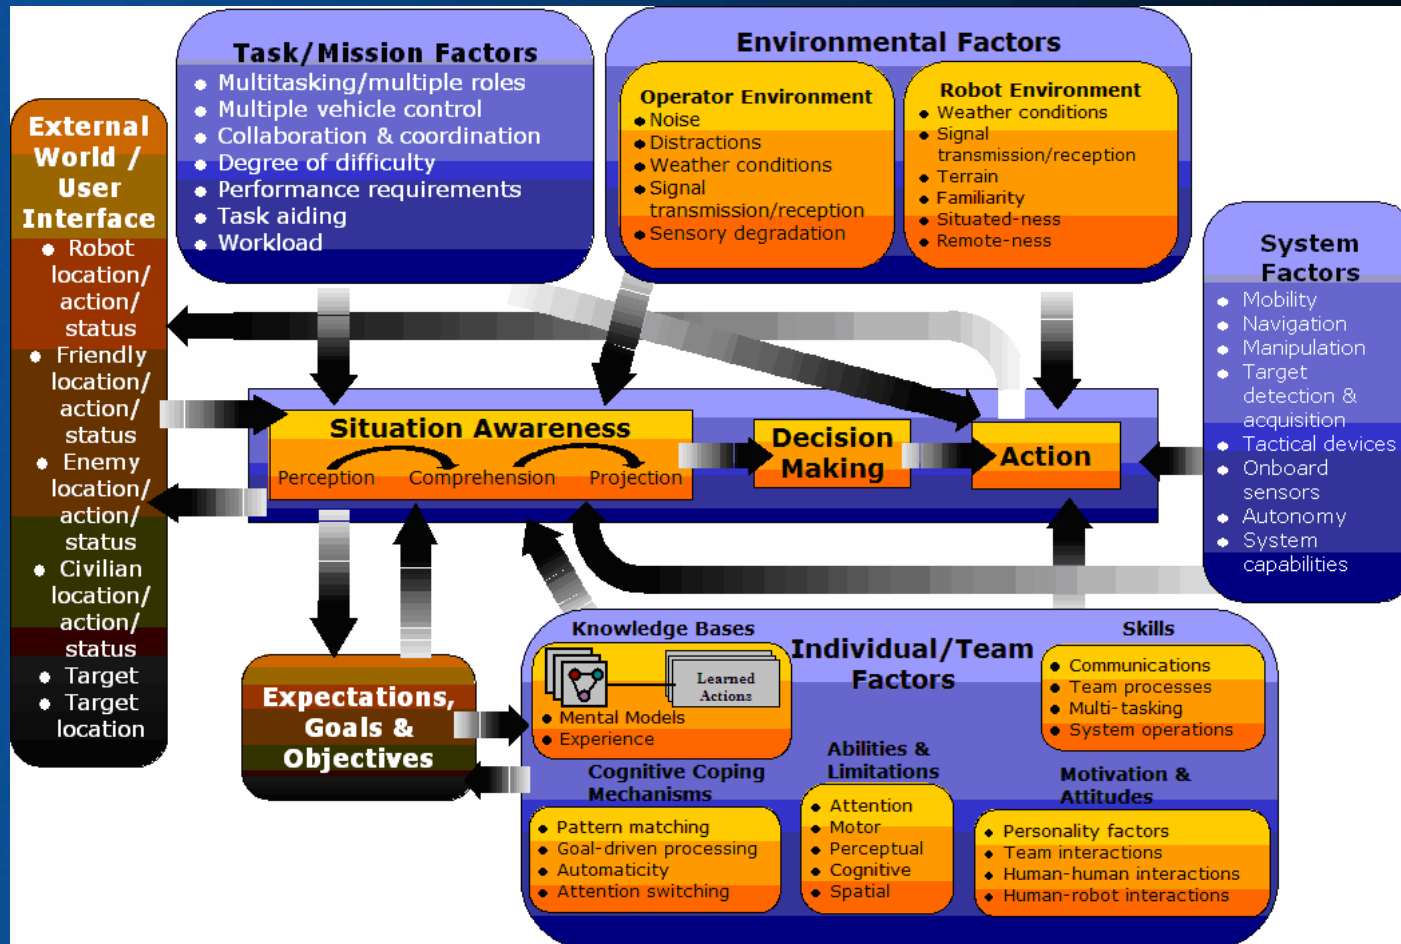 Task/Mission Factors
• Multitasking/multiple roles
• Multiple vehicle control
• Collaboration & coordination
• Degree of difficulty
• Performance requirements
• Task aiding
• Workload
Environmental Factors
Operator Environment
• Noise
• Distractions
• Weather conditions
• Signal
transmission/reception
• Sensory degradation
Robot Environment
• Weather conditions
• Signal
transmission/reception
• Terrain
• Familiarity
• Situated-ness
• Remote-ness
External
World /
User
Interface
• Robot
location/
action/
status
• Friendly
location/
action/
status
• Enemy
location/
action/
status
• Civilian
location/
action/
status
• Target
• Target
location
System
Factors
• Mobility
• Navigation
• Manipulation
• Target
detection &
acquisition
• Tactical devices
• Onboard
sensors
• Autonomy
• System
capabilities
Situation Awareness
Perception Comprehension Projection
Decision
Making
Action
Expectations,
Goals &
Objectives
Individual/Team
Factors
Knowledge Bases
Learned
Actions
• Mental Models
• Experience
Skills
• Communications
• Team processes
• Multi-tasking
• System operations
Cognitive Coping
Mechanisms
• Pattern matching
• Goal-driven processing
• Automaticity
• Attention switching
Abilities &
Limitations
• Attention
• Motor
• Perceptual
• Cognitive
• Spatial
Motivation &
Attitudes
• Personality factors
• Team interactions
• Human-human interactions
• Human-robot interactions